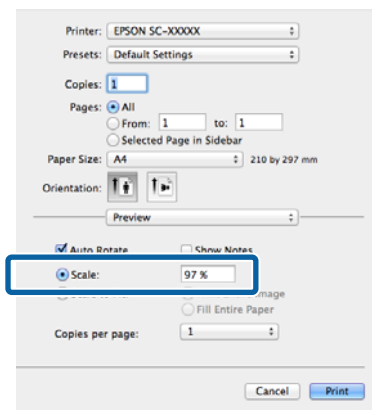 Printer: EPSON SC-XXXXX
Presets: Default Settings
Copies: 1
Pages: All
From: 1 to: 1
Selected Page in Sidebar
Paper Size: A4 210 by 297 mm
Orientation:
Preview
Auto Rotate Show Notes
Scale: 97 %
Fill Entire Paper
Copies per page: 1
Cancel Print